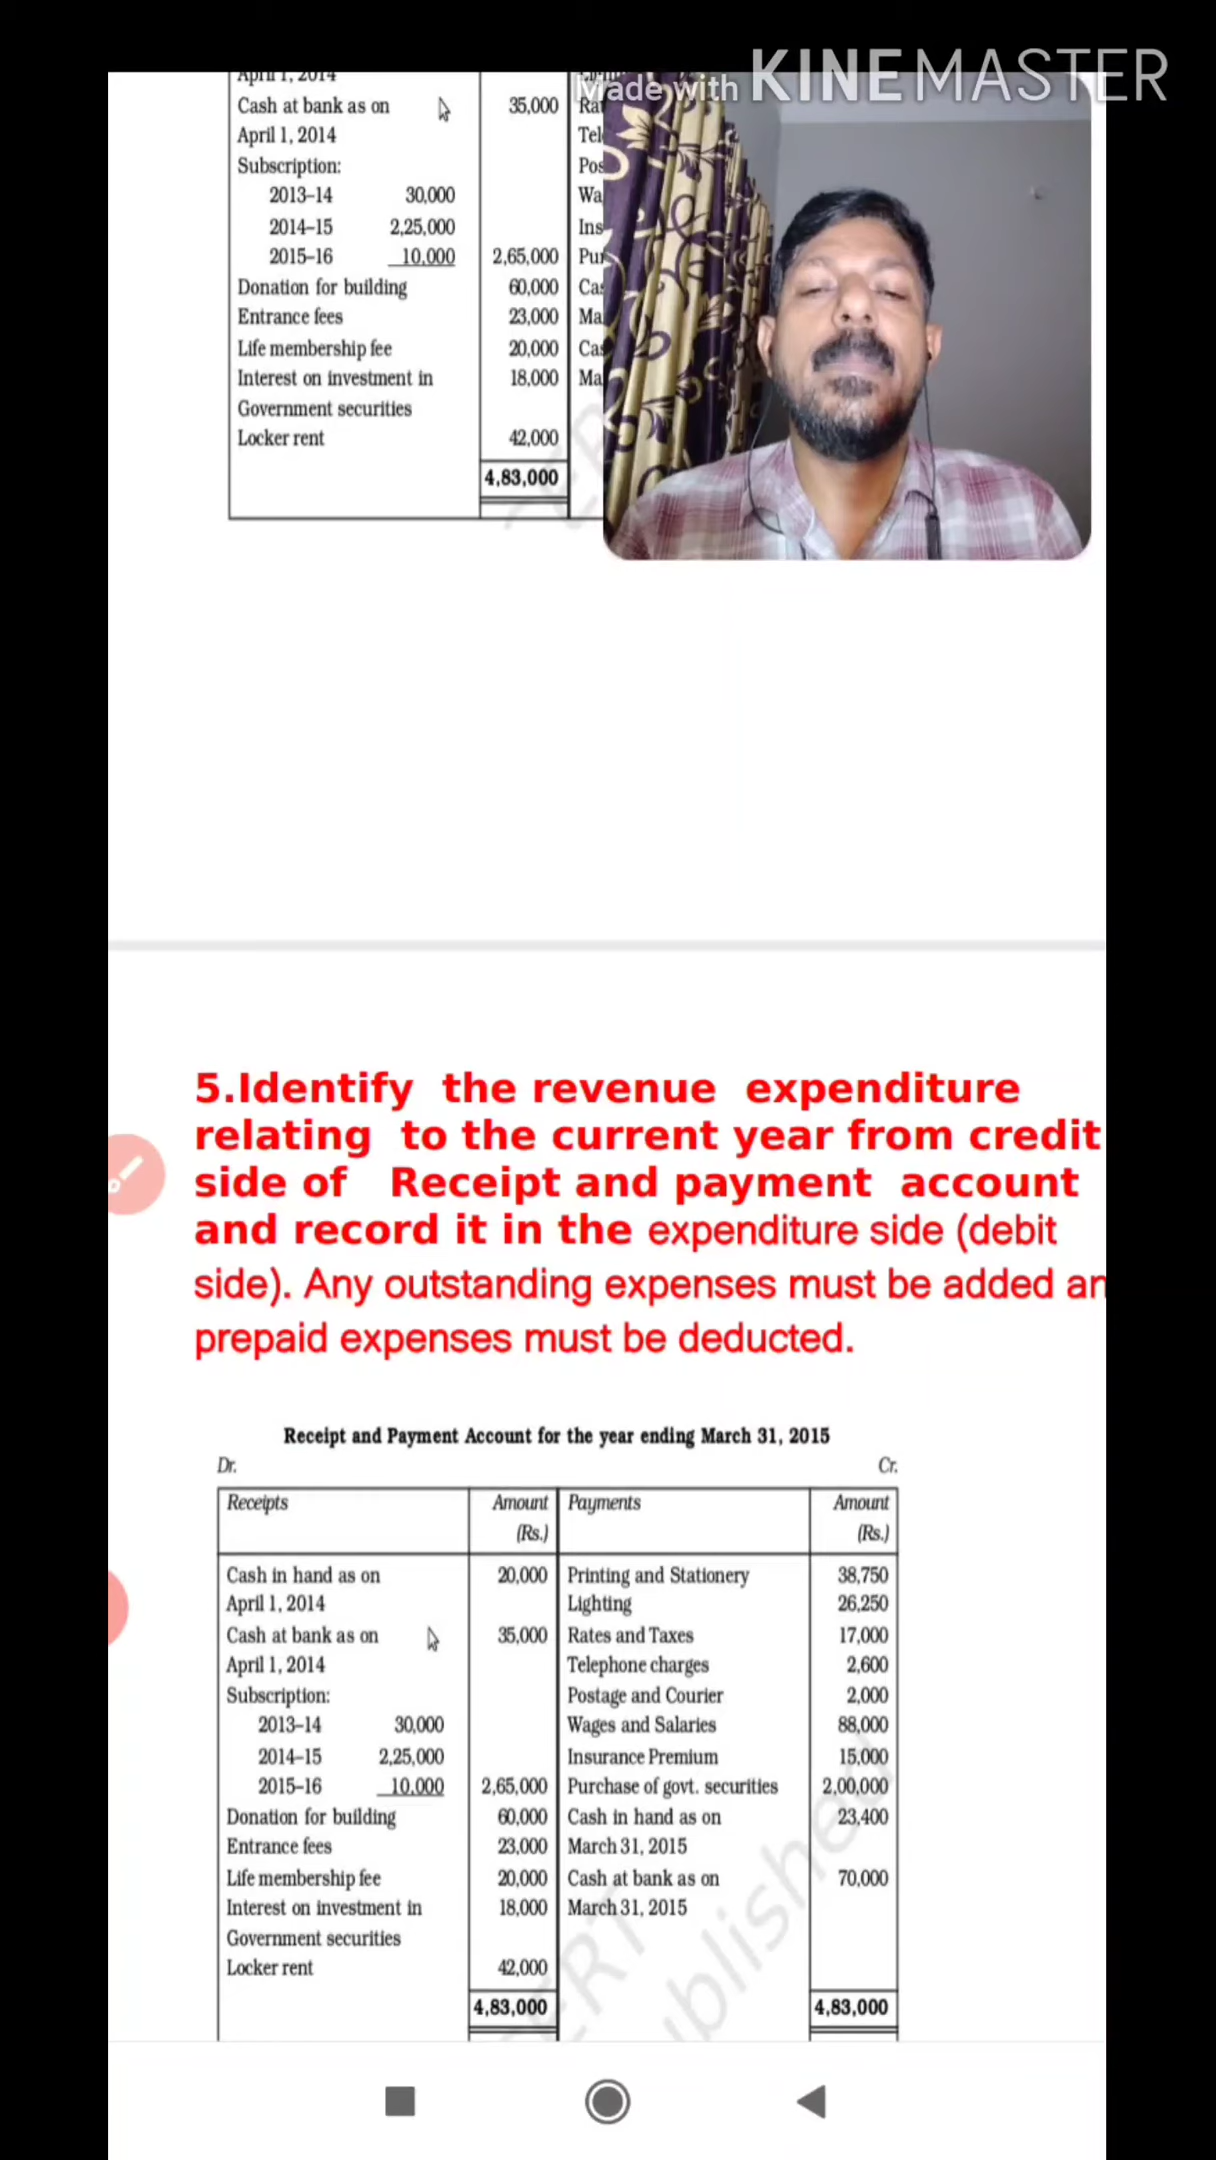 Made with KINEMASTER
April 1, 2014
Cash at bank as on 35,000
April 1, 2014 Tel
Subscription: Pos
2013–14 30,000 Wa
2014–15 2,25,000 Ins
2015–16 10,000 2,65,000
Donation for building 60,000
Entrance fees 23,000 Ma
Life membership fee 20,000 Cas
Interest on investment in 18,000 Ma
Government securities
Locker rent 42,000
4,83,000
5.Identify the revenue expenditure
relating to the current year from credit
side of Receipt and payment account
and record it in the expenditure side (debit
side). Any outstanding expenses must be added an
prepaid expenses must be deducted.
Receipt and Payment Account for the year ending March 31, 2015
Dr. Cr.
Receipts Amount Payments Amount
(Rs.) (Rs.)
Cash in hand as on 20,000 Printing and Stationery 38,750
April 1, 2014 Lighting 26,250
Cash at bank as on 35,000 Rates and Taxes 17,000
April 1, 2014 Telephone charges 2,600
Subscription: Postage and Courier 2,000
2013–14 30,000 Wages and Salaries 88,000
2014–15 2,25,000 Insurance Premium 15,000
2015–16 10,000 2,65,000 Purchase of govt. securities 2,00,000
Donation for building 60,000 Cash in hand as on 23,400
Entrance fees 23,000 March 31, 2015
Life membership fee 20,000 Cash at bank as on 70,000
Interest on investment in 18,000 March 31, 2015
Government securities
Locker rent 42,000
4,83,000 4,83,000